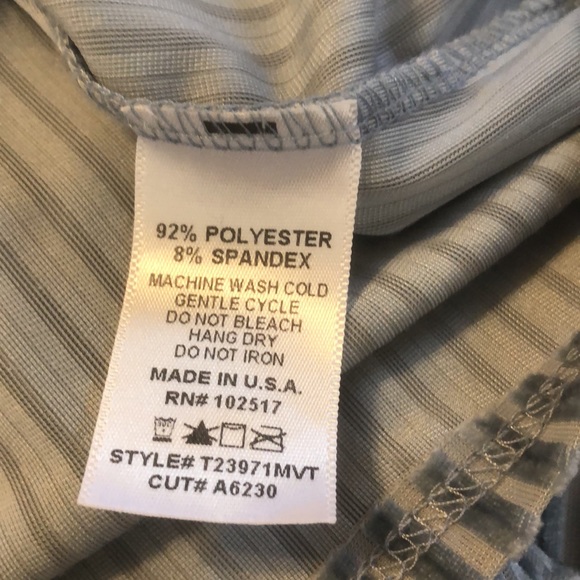 92% POLYESTER
8% SPANDEX
MACHINE WASH COLD
GENTLE CYCLE
DO NOT BLEACH
HANG DRY
DO NOT IRON
MADE IN U.S.A.
RN# 102517
STYLE# T23971MVT
CUT# A6230